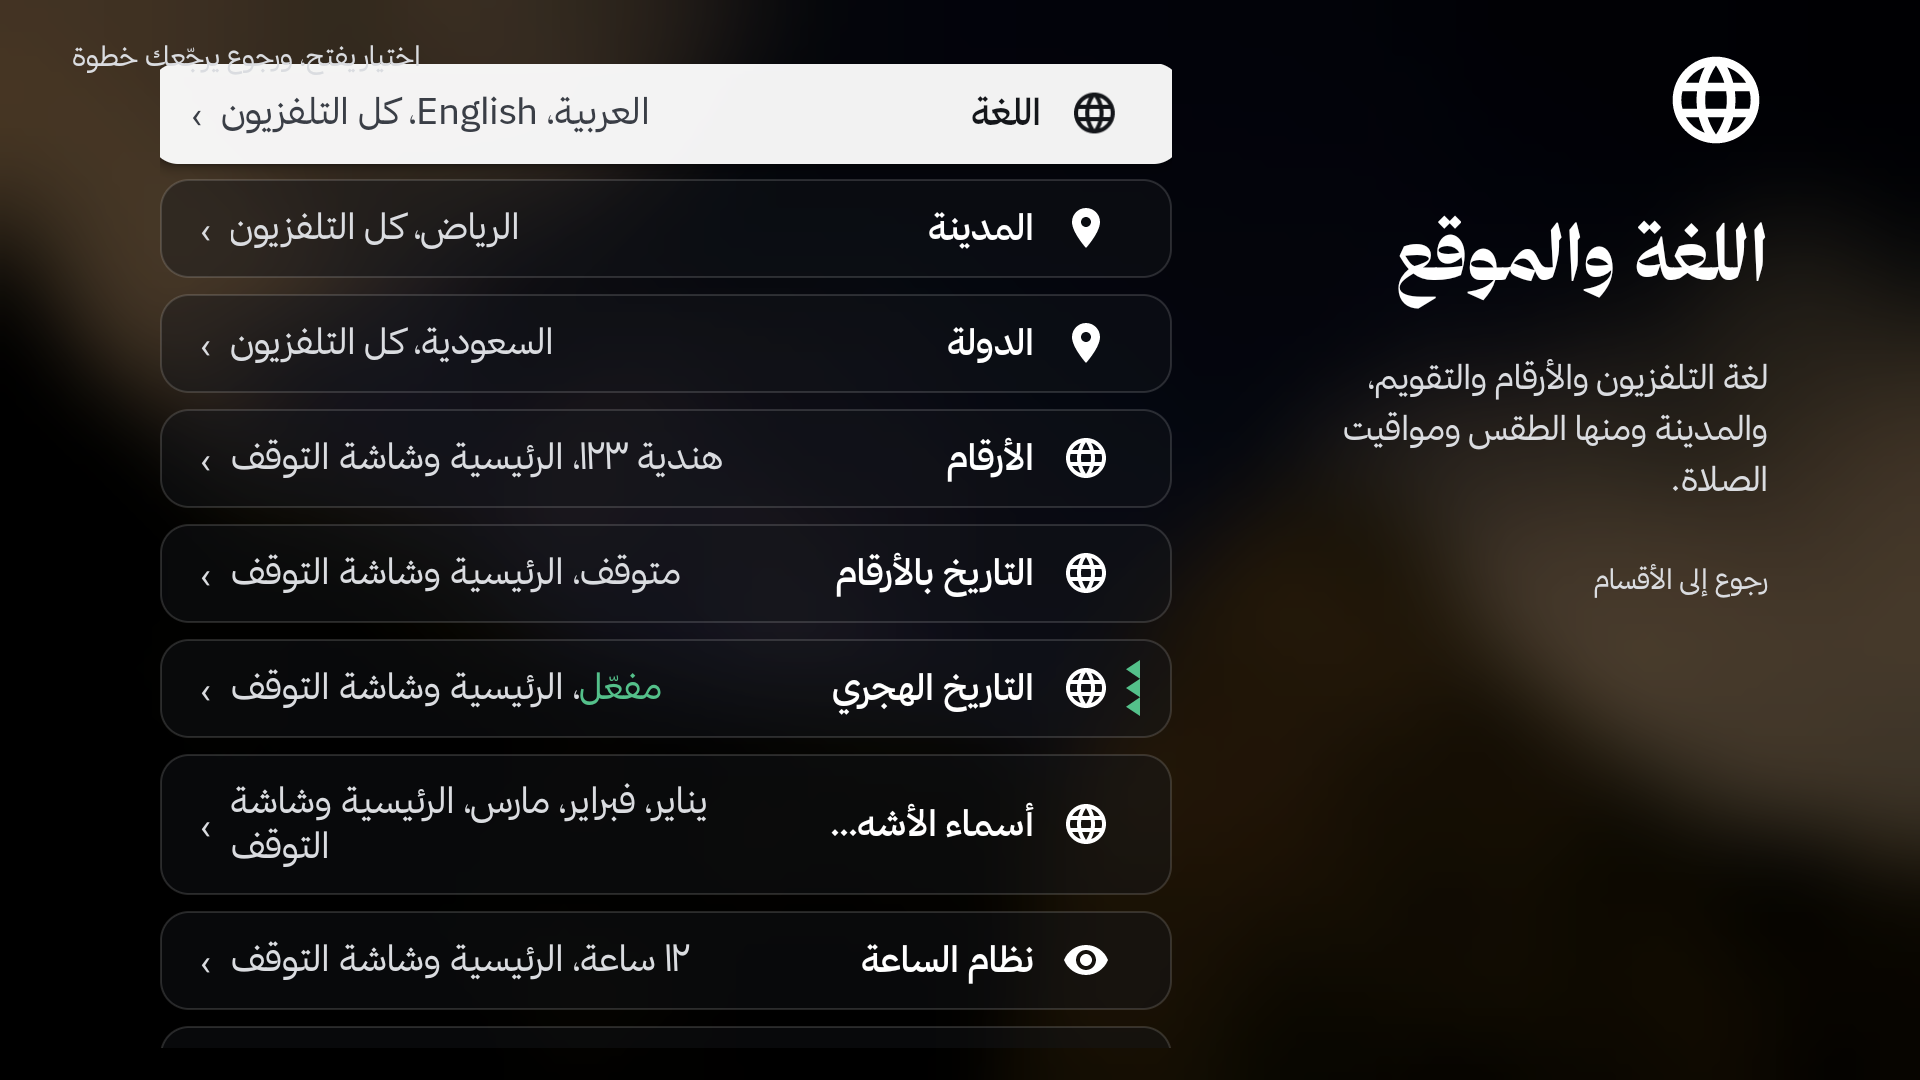 اللغة والموقع
لغة التلفزيون والأرقام والتقويم،
والمدينة ومنها الطقس ومواقيت
الصلاة.
رجوع إلى الأقسام
اختيار يفتح، ورجوع يرجّعك خطوة
اللغة العربية، English، كل التلفزيون
المدينة الرياض، كل التلفزيون
الدولة السعودية، كل التلفزيون
الأرقام هندية ١٢٣، الرئيسية وشاشة التوقف
التاريخ بالأرقام متوقف، الرئيسية وشاشة التوقف
التاريخ الهجري مفعّل، الرئيسية وشاشة التوقف
أسماء الأشه... يناير، فبراير، مارس، الرئيسية وشاشة
التوقف
نظام الساعة ١٢ ساعة، الرئيسية وشاشة التوقف